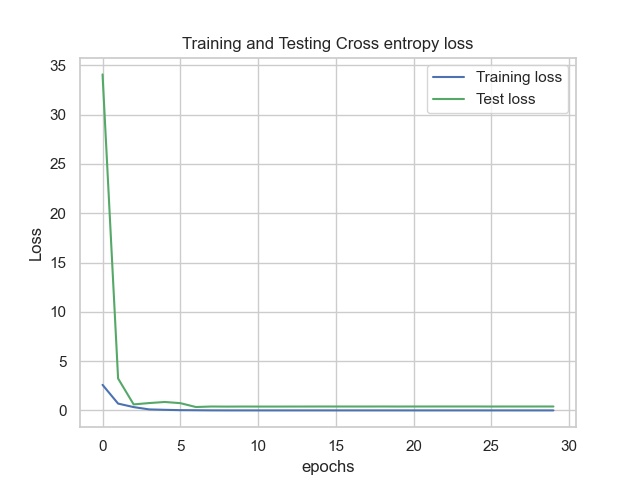 Training and Testing Cross entropy loss
Training loss
Test loss
35
30
25
20
15
10
5
0
Loss
0 5 10 15 20 25 30
epochs